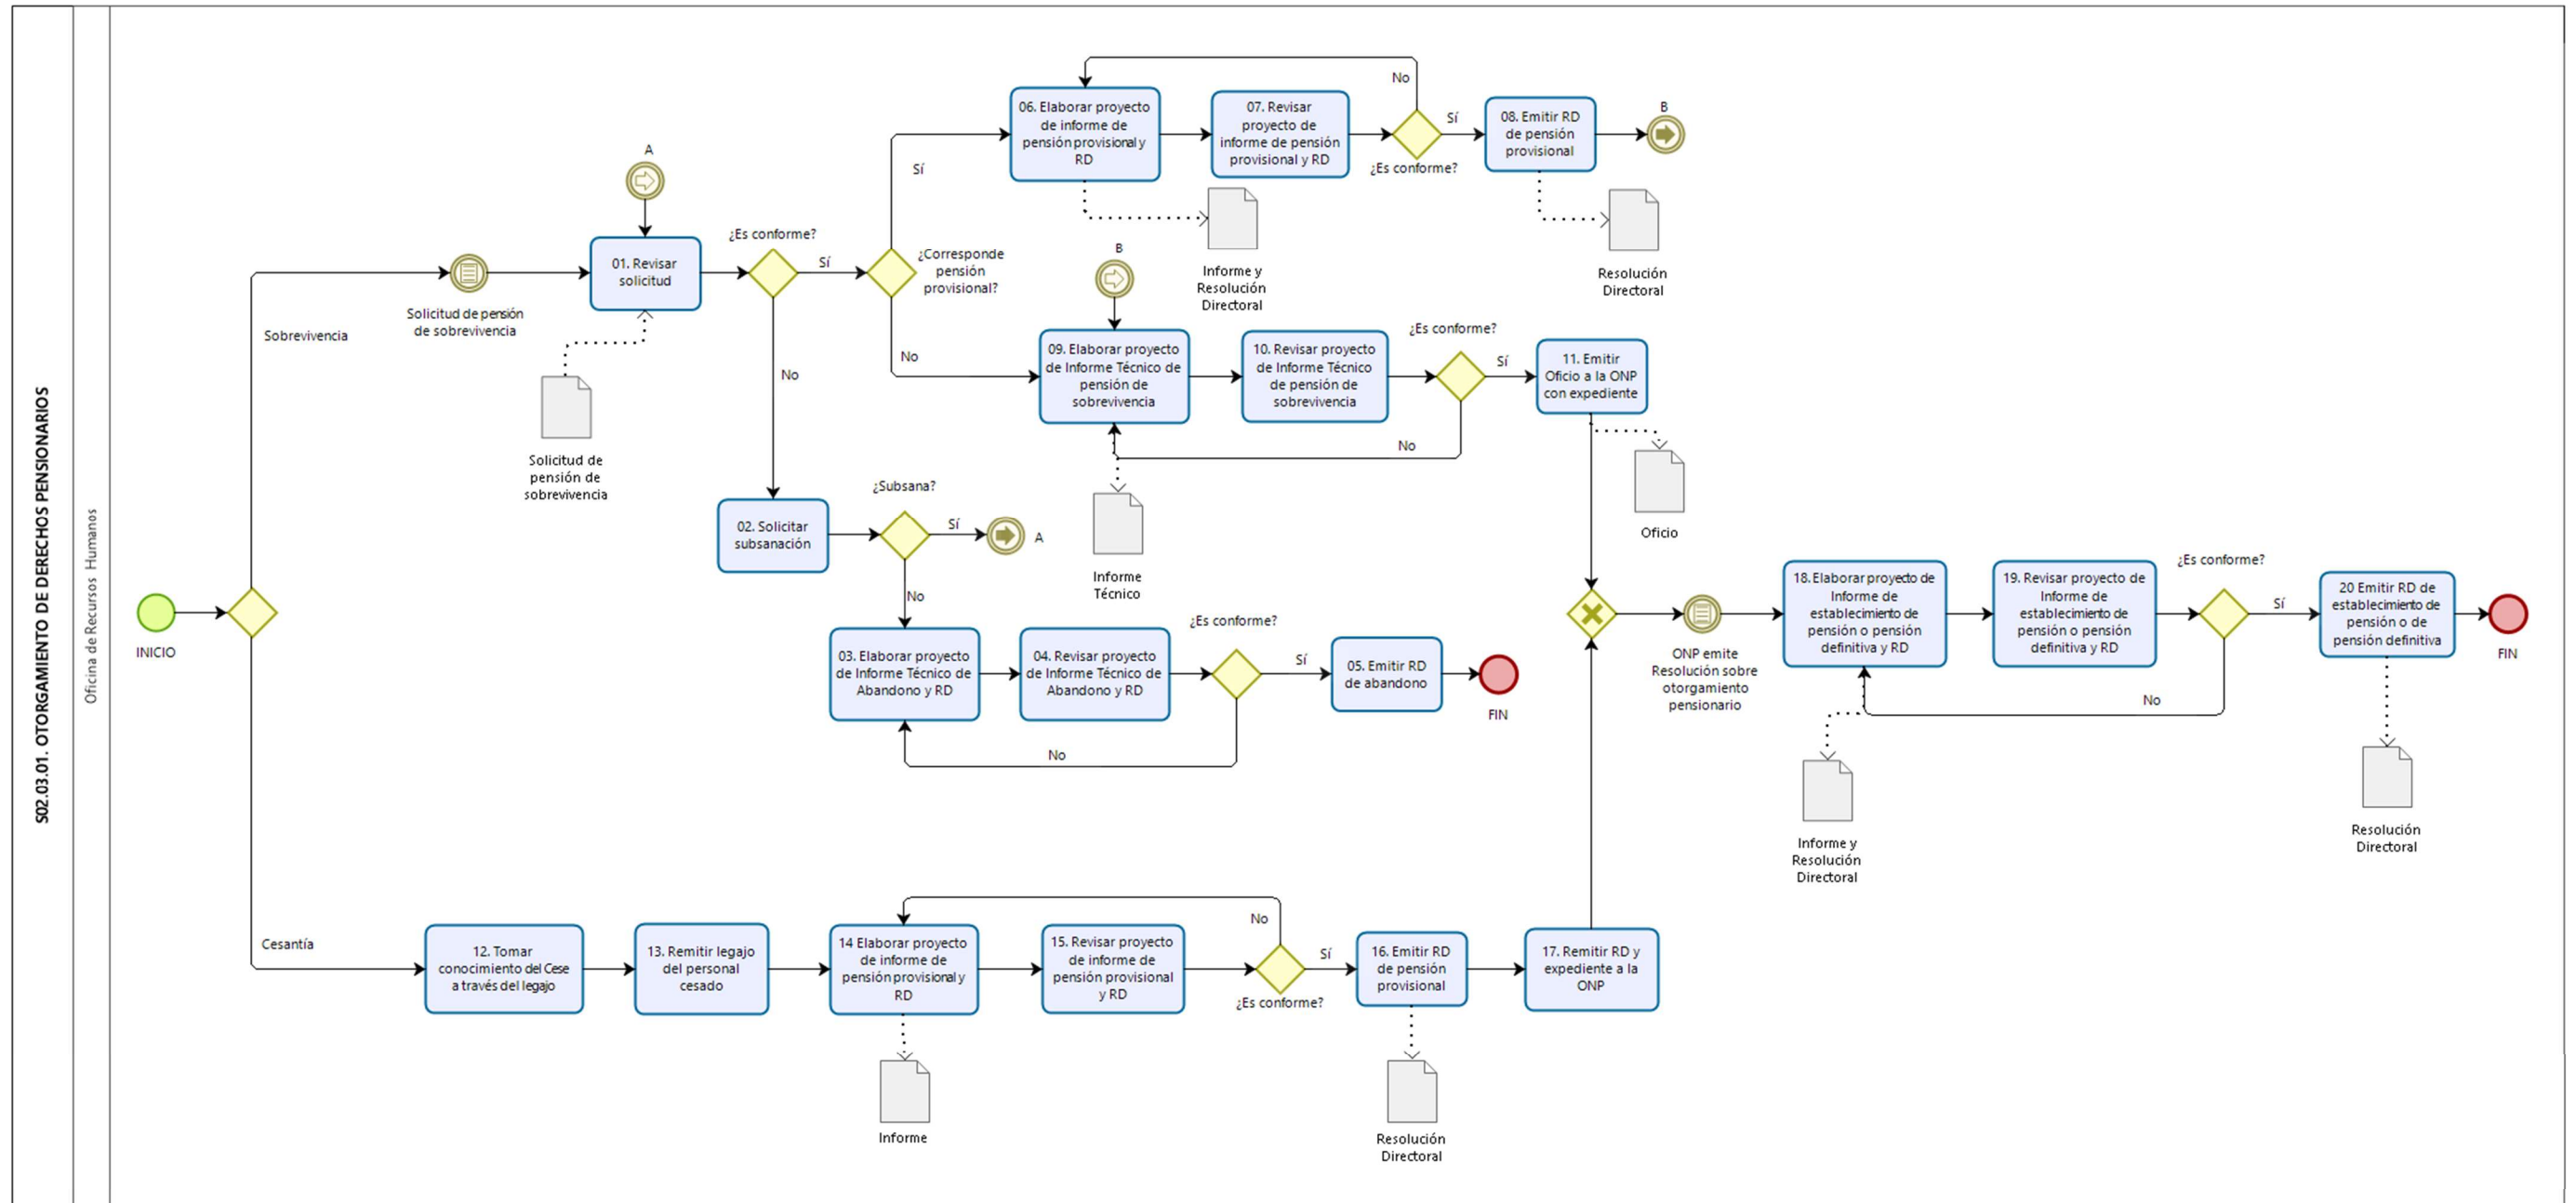 S02.03.01. OTORGAMIENTO DE DERECHOS PENSIONARIOS
Oficina de Recursos Humanos
INICIO
Sobrevivencia
Solicitud de pensión
de sobrevivencia
A
01. Revisar
solicitud
Solicitud de
pensión de
sobrevivencia
¿Es conforme?
Sí
No
¿Corresponde
pensión
provisional?
Sí
No
06. Elaborar proyecto
de informe de
pensión provisional y
RD
Informe y
Resolución
Directoral
07. Revisar
proyecto de
informe de pensión
provisional y RD
No
Sí
¿Es conforme?
08. Emitir RD
de pensión
provisional
Resolución
Directoral
B
B
09. Elaborar proyecto
de Informe Técnico de
pensión de
sobrevivencia
Informe
Técnico
10. Revisar proyecto
de Informe Técnico
de pensión de
sobrevivencia
¿Es conforme?
Sí
No
11. Emitir
Oficio a la ONP
con expediente
Oficio
02. Solicitar
subsanación
¿Subsana?
Sí
A
No
03. Elaborar proyecto
de Informe Técnico de
Abandono y RD
04. Revisar proyecto
de Informe Técnico de
Abandono y RD
¿Es conforme?
Sí
No
05. Emitir RD
de abandono
FIN
ONP emite
Resolución sobre
otorgamiento
pensionario
18. Elaborar proyecto de
Informe de
establecimiento de
pensión o pensión
definitiva y RD
Informe y
Resolución
Directoral
19. Revisar proyecto de
Informe de
establecimiento de
pensión o pensión
definitiva y RD
¿Es conforme?
Sí
No
20 Emitir RD de
establecimiento de
pensión o de
pensión definitiva
Resolución
Directoral
FIN
Cesantía
12. Tomar
conocimiento del Cese
a través del legajo
13. Remitir legajo
del personal
cesado
14 Elaborar proyecto
de informe de
pensión provisional y
RD
Informe
15. Revisar proyecto
de informe de
pensión provisional
y RD
No
Sí
¿Es conforme?
16. Emitir RD
de pensión
provisional
Resolución
Directoral
17. Remitir RD y
expediente a la
ONP